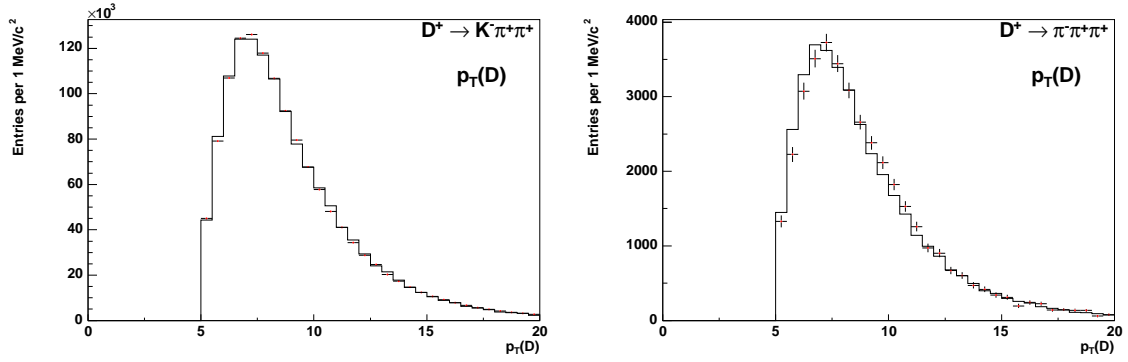 ×10³
Entries per 1 MeV/c²
120
100
80
60
40
20
0
0 5 10 15 20
p_T(D)
D⁺ → K⁻π⁺π⁺
p_T(D)
Entries per 1 MeV/c²
4000
3000
2000
1000
0
0 5 10 15 20
p_T(D)
D⁺ → π⁻π⁺π⁺
p_T(D)